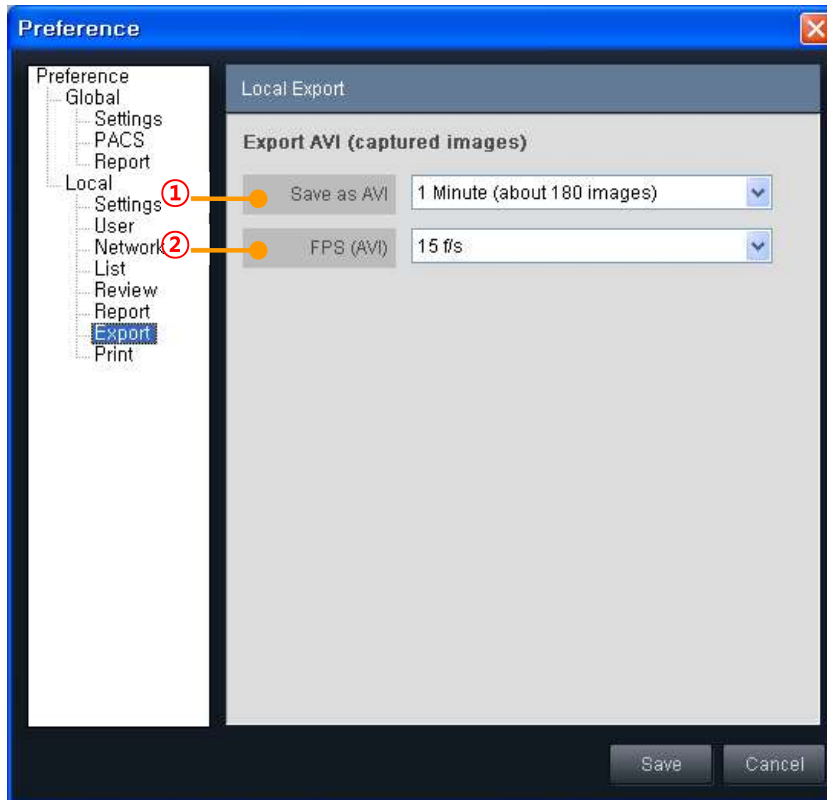 Preference
Preference
Global
Settings
PACS
Report
Local
Settings
User
Network
List
Review
Report
Export
Print
Local Export
Export AVI (captured images)
① Save as AVI 1 Minute (about 180 images)
② FPS (AVI) 15 f/s
Save Cancel